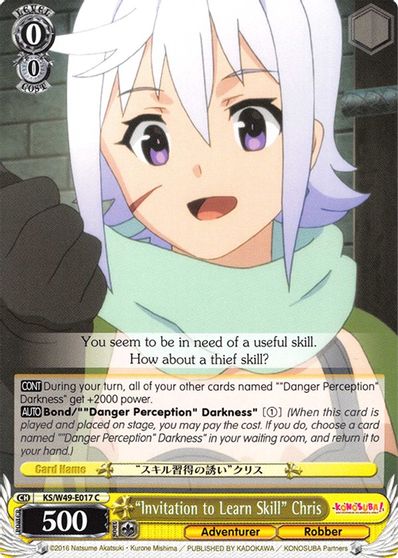 LEVEL
0
0
COST
You seem to be in need of a useful skill.
How about a thief skill?
CONT During your turn, all of your other cards named ""Danger Perception"
Darkness" get +2000 power.
AUTO Bond/""Danger Perception" Darkness" [①] (When this card is
played and placed on stage, you may pay the cost. If you do, choose a card
named ""Danger Perception" Darkness" in your waiting room, and return it to
your hand.)
Card Name
“スキル習得の誘い”クリス
CH KS/W49-E017 C
POWER
500
“Invitation to Learn Skill” Chris
KONOSUBA!
Adventurer
Robber
©2016 Natsume Akatsuki・Kurone Mishima / PUBLISHED BY KADOKAWA / KONOSUBA Partners